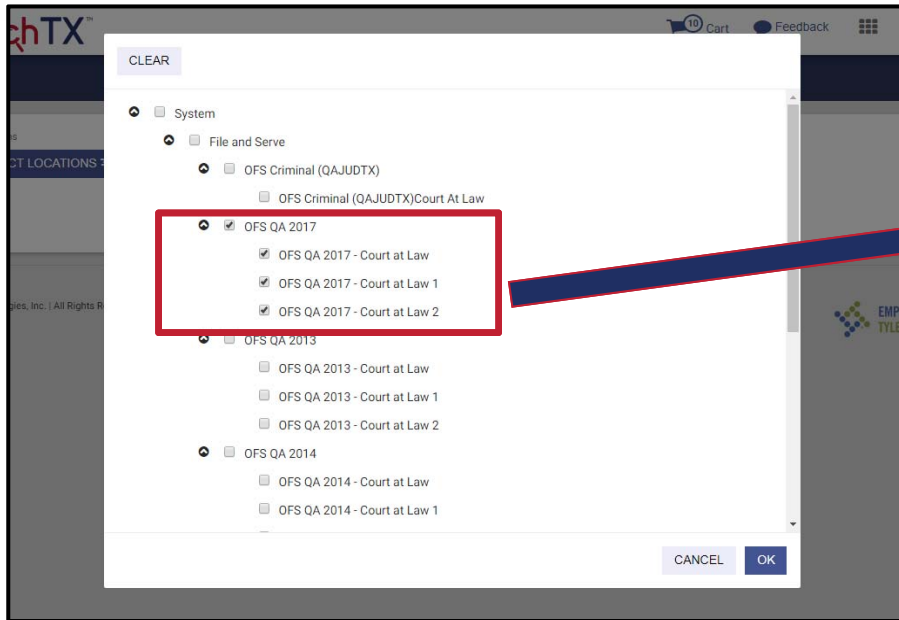 chTX™
10 Cart Feedback
CLEAR
System
File and Serve
CT LOCATIONS
OFS Criminal (QAJUDTX)
OFS Criminal (QAJUDTX)Court At Law
OFS QA 2017
OFS QA 2017 - Court at Law
OFS QA 2017 - Court at Law 1
gies, Inc. | All Rights R
OFS QA 2017 - Court at Law 2
EMP
TYLE
OFS QA 2013
OFS QA 2013 - Court at Law
OFS QA 2013 - Court at Law 1
OFS QA 2013 - Court at Law 2
OFS QA 2014
OFS QA 2014 - Court at Law
OFS QA 2014 - Court at Law 1
CANCEL OK